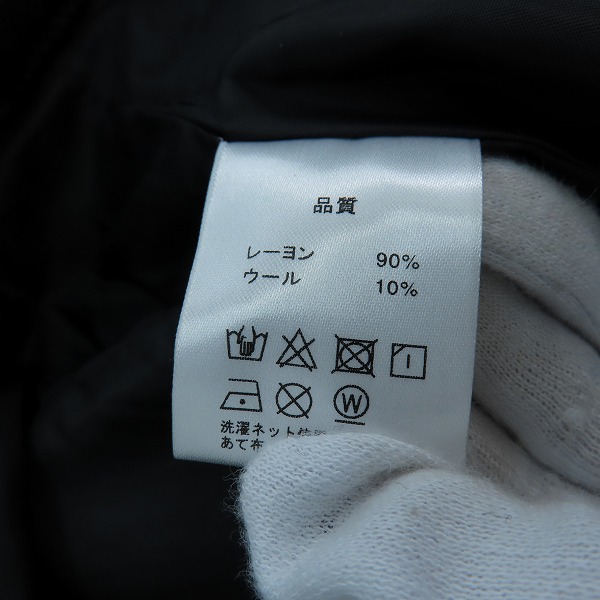 品質
レーヨン 90%
ウール 10%
W
洗濯ネット使
あて布